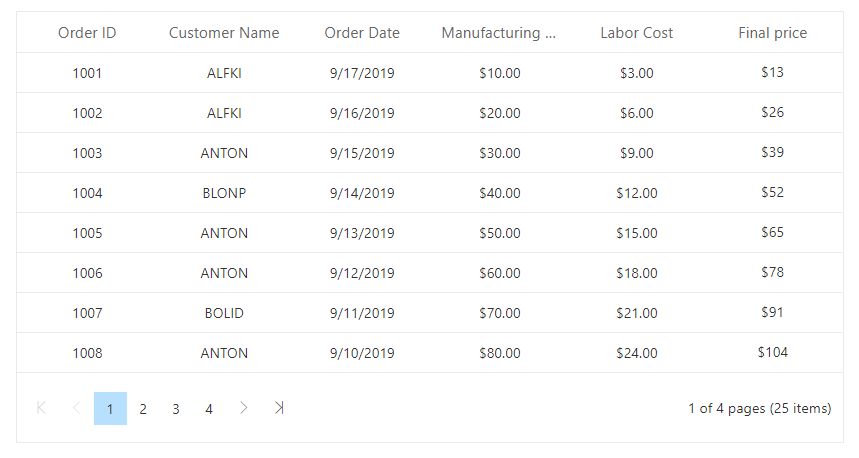 Order ID Customer Name Order Date Manufacturing ... Labor Cost Final price
1001 ALFKI 9/17/2019 $10.00 $3.00 $13
1002 ALFKI 9/16/2019 $20.00 $6.00 $26
1003 ANTON 9/15/2019 $30.00 $9.00 $39
1004 BLONP 9/14/2019 $40.00 $12.00 $52
1005 ANTON 9/13/2019 $50.00 $15.00 $65
1006 ANTON 9/12/2019 $60.00 $18.00 $78
1007 BOLID 9/11/2019 $70.00 $21.00 $91
1008 ANTON 9/10/2019 $80.00 $24.00 $104
1 2 3 4 1 of 4 pages (25 items)